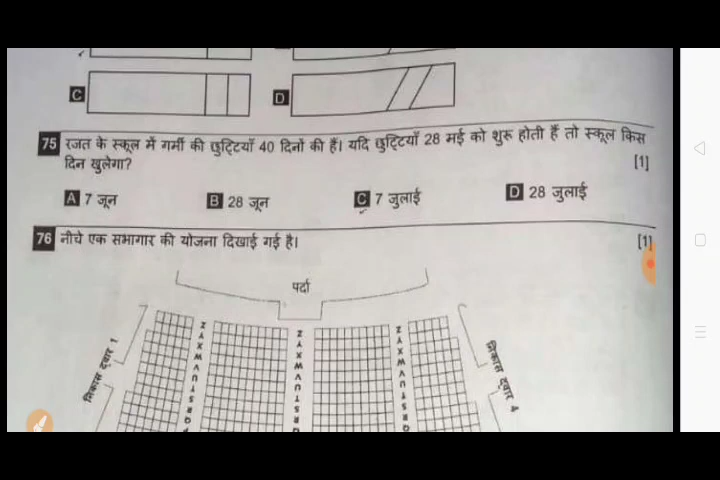 C
D
75 रजत के स्कूल में गर्मी की छुट्टियाँ 40 दिनों की हैं। यदि छुट्टियाँ 28 मई को शुरू होती हैं तो स्कूल किस
दिन खुलेगा?
[1]
A 7 जून
B 28 जून
C 7 जुलाई
D 28 जुलाई
76 नीचे एक सभागार की योजना दिखाई गई है।
[1]
पर्दा
निकास द्वार 1
Z Y X W V U T S R Q
Z Y X W V U T S R Q
Z Y X W V U T S R Q
निकास द्वार 4